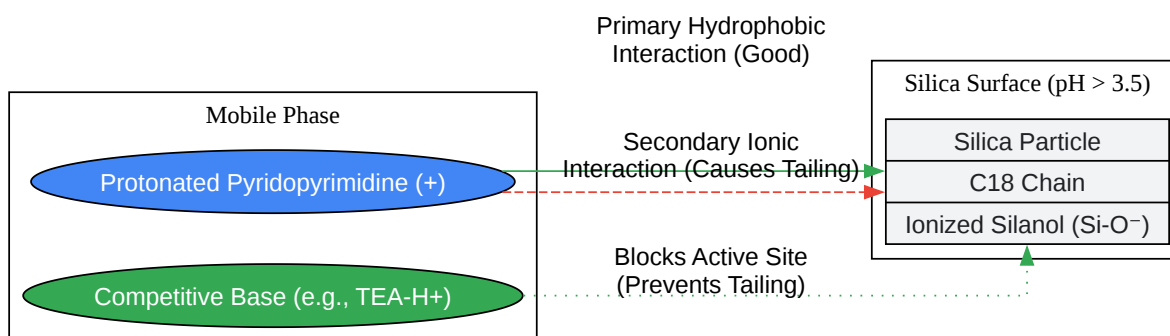 Primary Hydrophobic
Interaction (Good)
Silica Surface (pH > 3.5)
Mobile Phase
Silica Particle
Secondary Ionic
Interaction (Causes Tailing)
Protonated Pyridopyrimidine (+)
C18 Chain
Ionized Silanol (Si-O⁻)
Blocks Active Site
(Prevents Tailing)
Competitive Base (e.g., TEA-H+)